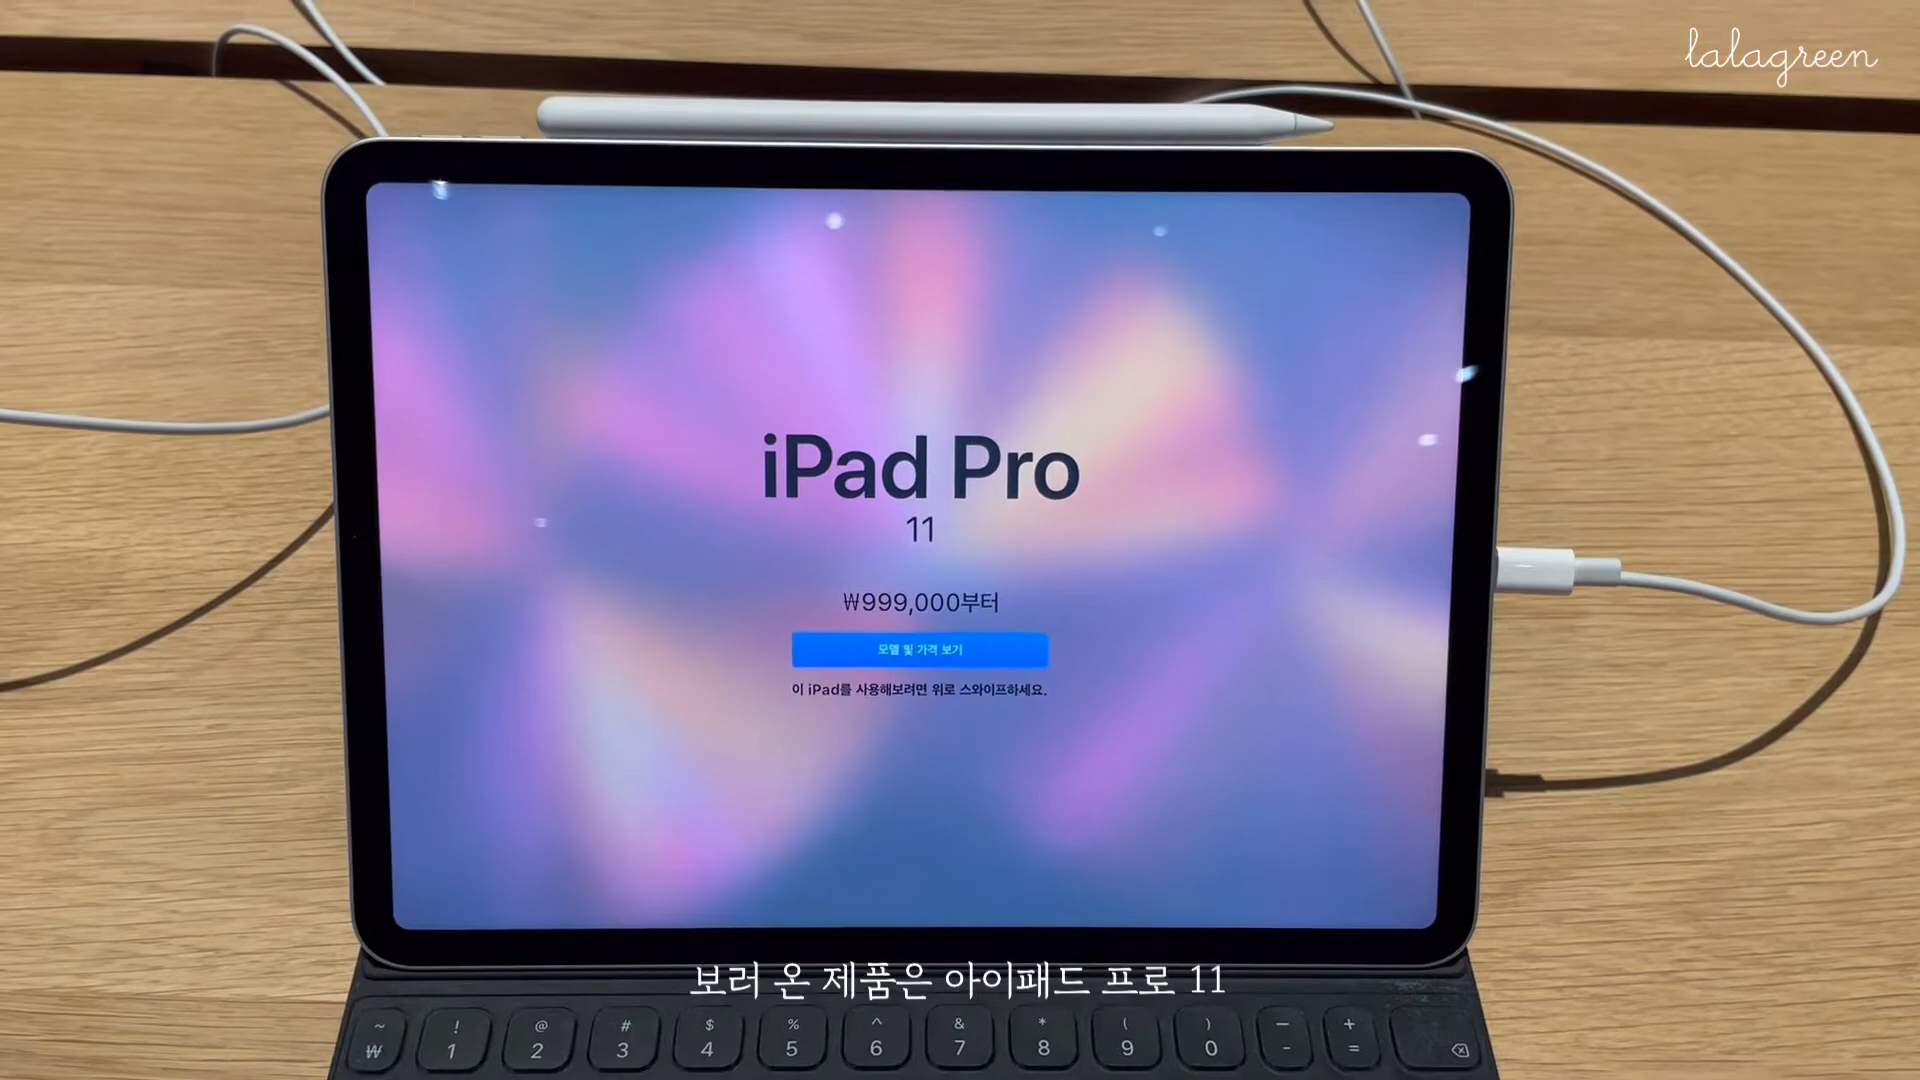 lalagreen
iPad Pro
11
₩999,000부터
모델 및 가격 보기
이 iPad를 사용해보려면 위로 스와이프하세요.
보러 온 제품은 아이패드 프로 11
~ ! @ # $ % ^ & * ( ) — +
₩ 1 2 3 4 5 6 7 8 9 0 - =